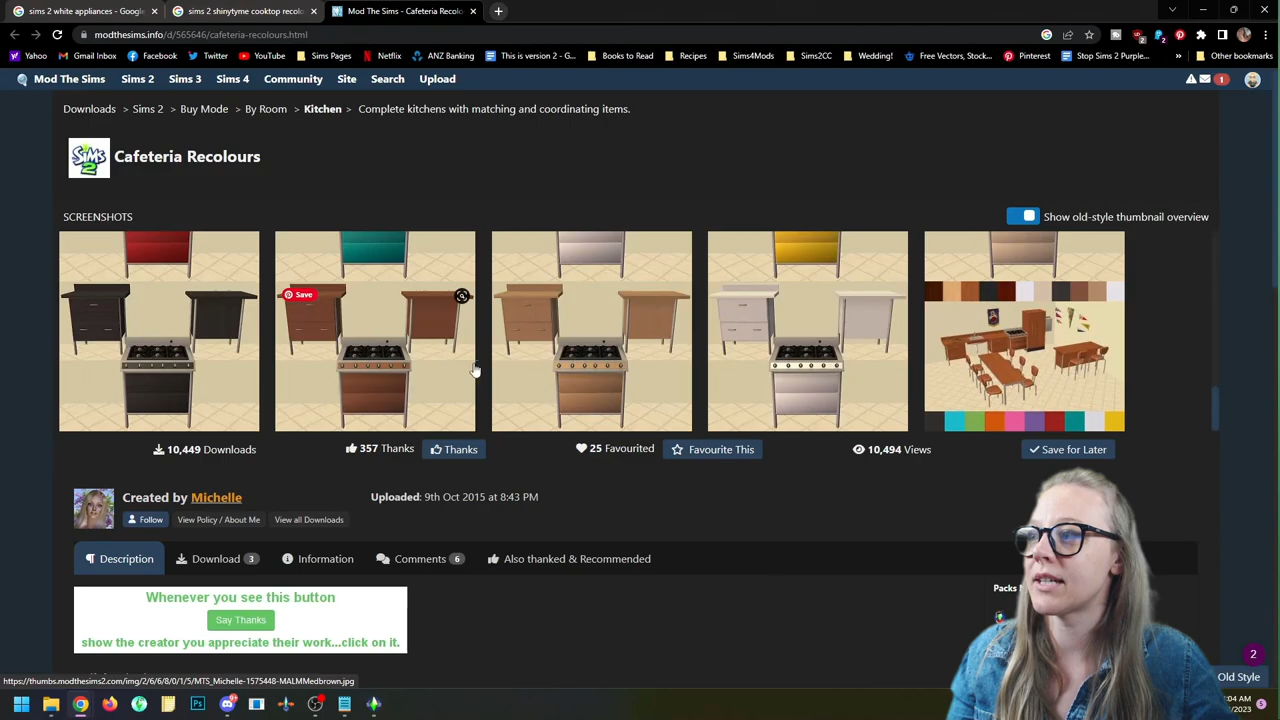 sims 2 white appliances - Google
sims 2 shinytyme cooktop recolo
Mod The Sims - Cafeteria Recolo
modthesims.info/d/565646/cafeteria-recolours.html
Yahoo
Gmail Inbox
Facebook
Twitter
YouTube
Sims Pages
Netflix
ANZ Banking
This is version 2 - G...
Books to Read
Recipes
Sims4Mods
Sims2CC
Wedding!
Free Vectors, Stock...
Pinterest
Stop Sims 2 Purple...
Other bookmarks
Mod The Sims
Sims 2
Sims 3
Sims 4
Community
Site
Search
Upload
1
Downloads > Sims 2 > Buy Mode > By Room > Kitchen > Complete kitchens with matching and coordinating items.
Sims 2
Cafeteria Recolours
SCREENSHOTS
Show old-style thumbnail overview
Save
10,449 Downloads
357 Thanks
Thanks
25 Favourited
Favourite This
10,494 Views
Save for Later
Created by Michelle
Uploaded: 9th Oct 2015 at 8:43 PM
Follow
View Policy / About Me
View all Downloads
Description
Download 3
Information
Comments 6
Also thanked & Recommended
Whenever you see this button
Say Thanks
show the creator you appreciate their work...click on it.
Packs
2
Old Style
https://thumbs.modthesims2.com/img/2/6/6/8/0/1/5/MTS_Michelle-1575448-MALMMedbrown.jpg